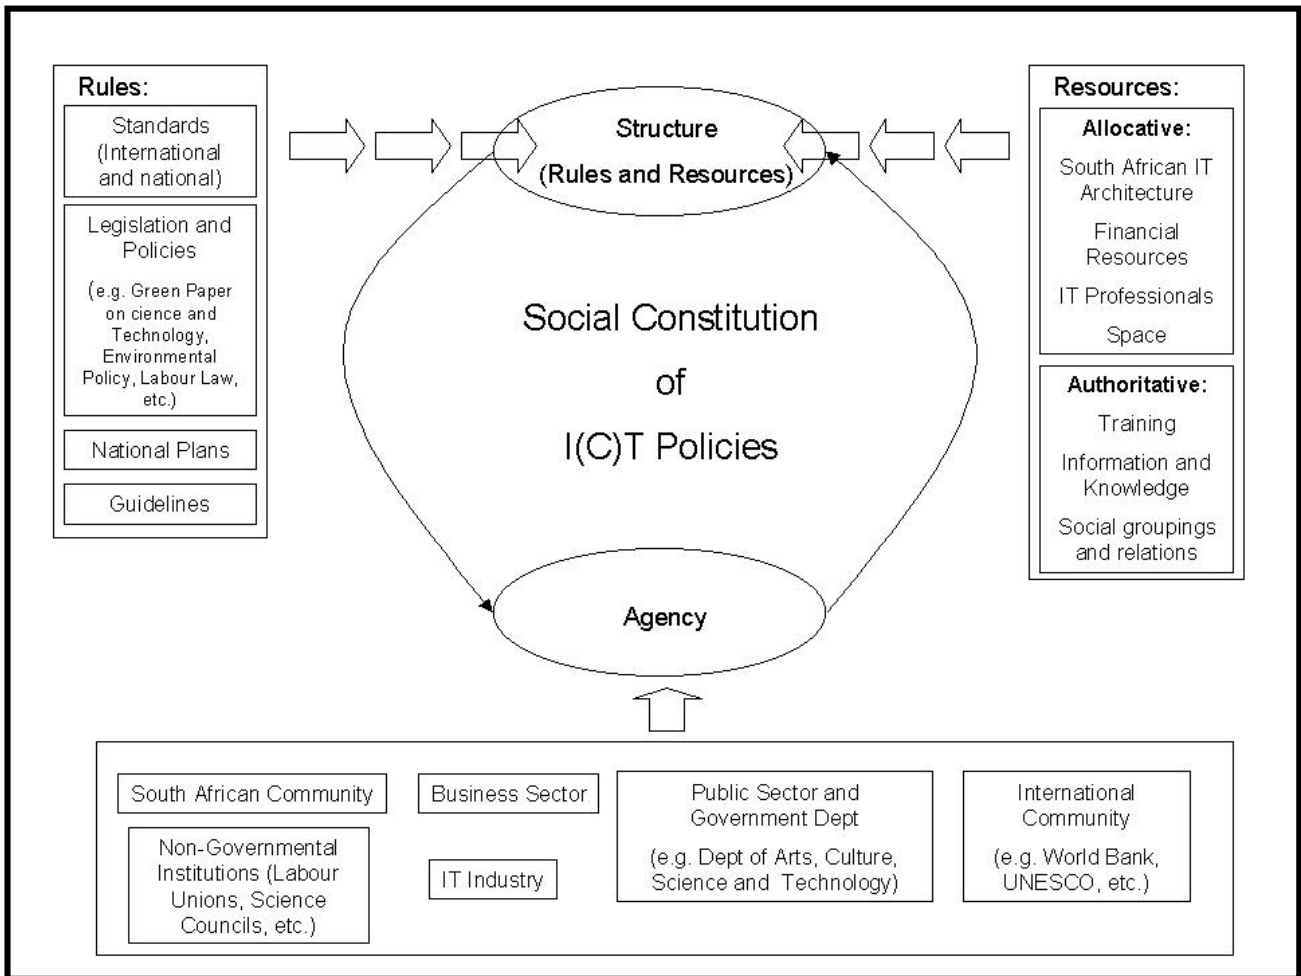 Rules:
Standards
(International
and national)
Legislation and
Policies
(e.g. Green Paper
on cience and
Technology,
Environmental
Policy, Labour Law,
etc.)
National Plans
Guidelines
Structure
(Rules and Resources)
Resources:
Allocative:
South African IT
Architecture
Financial
Resources
IT Professionals
Space
Authoritative:
Training
Information and
Knowledge
Social groupings
and relations
Social Constitution
of
I(C)T Policies
Agency
South African Community
Business Sector
Public Sector and
Government Dept
(e.g. Dept of Arts, Culture,
Science and Technology)
International
Community
(e.g. World Bank,
UNESCO, etc.)
Non-Governmental
Institutions (Labour
Unions, Science
Councils, etc.)
IT Industry